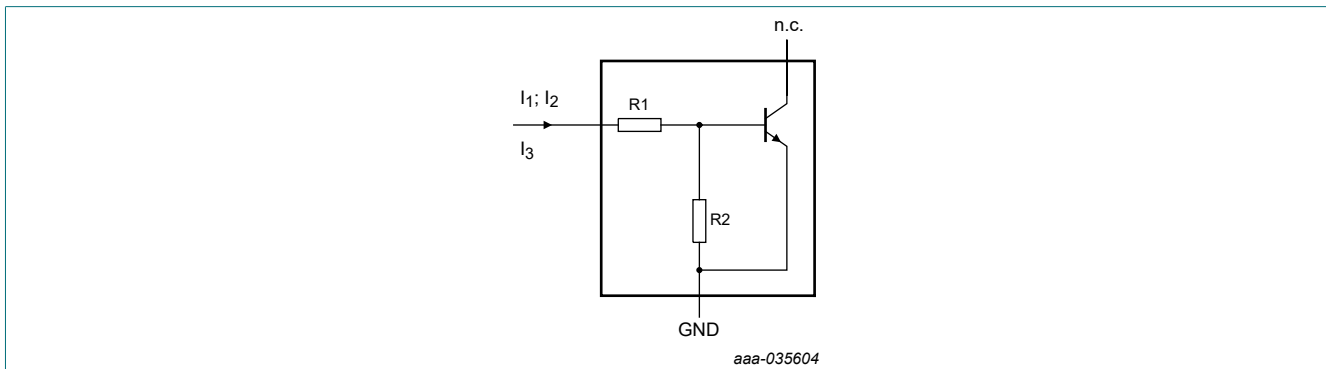 n.c.
I1; I2
R1
I3
R2
GND
aaa-035604